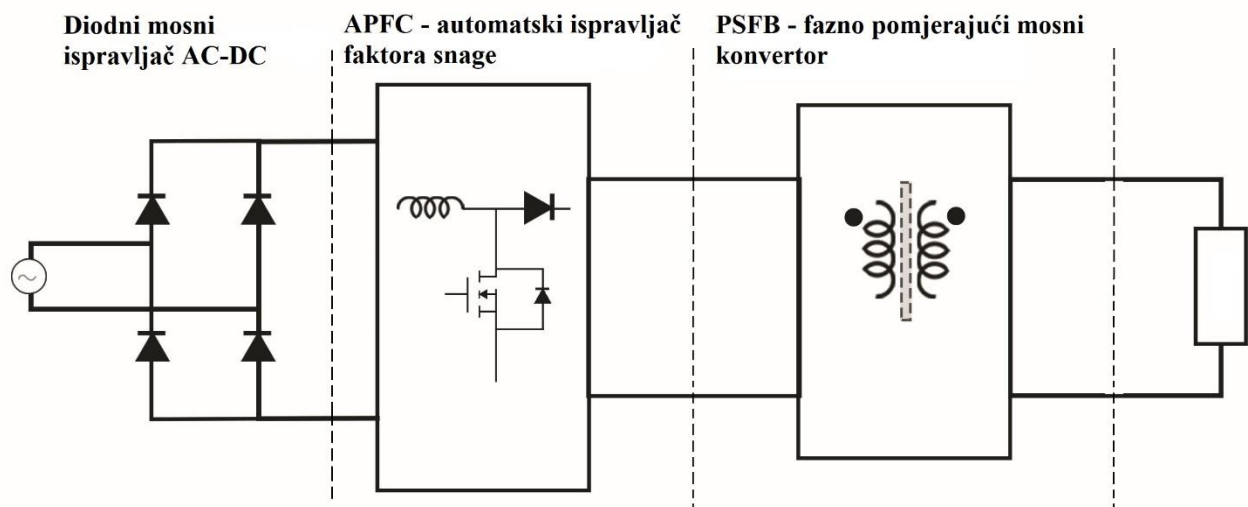 Diodni mosni
ispravljač AC-DC
APFC - automatski ispravljač
faktora snage
PSFB - fazno pomjerajući mosni
konvertor